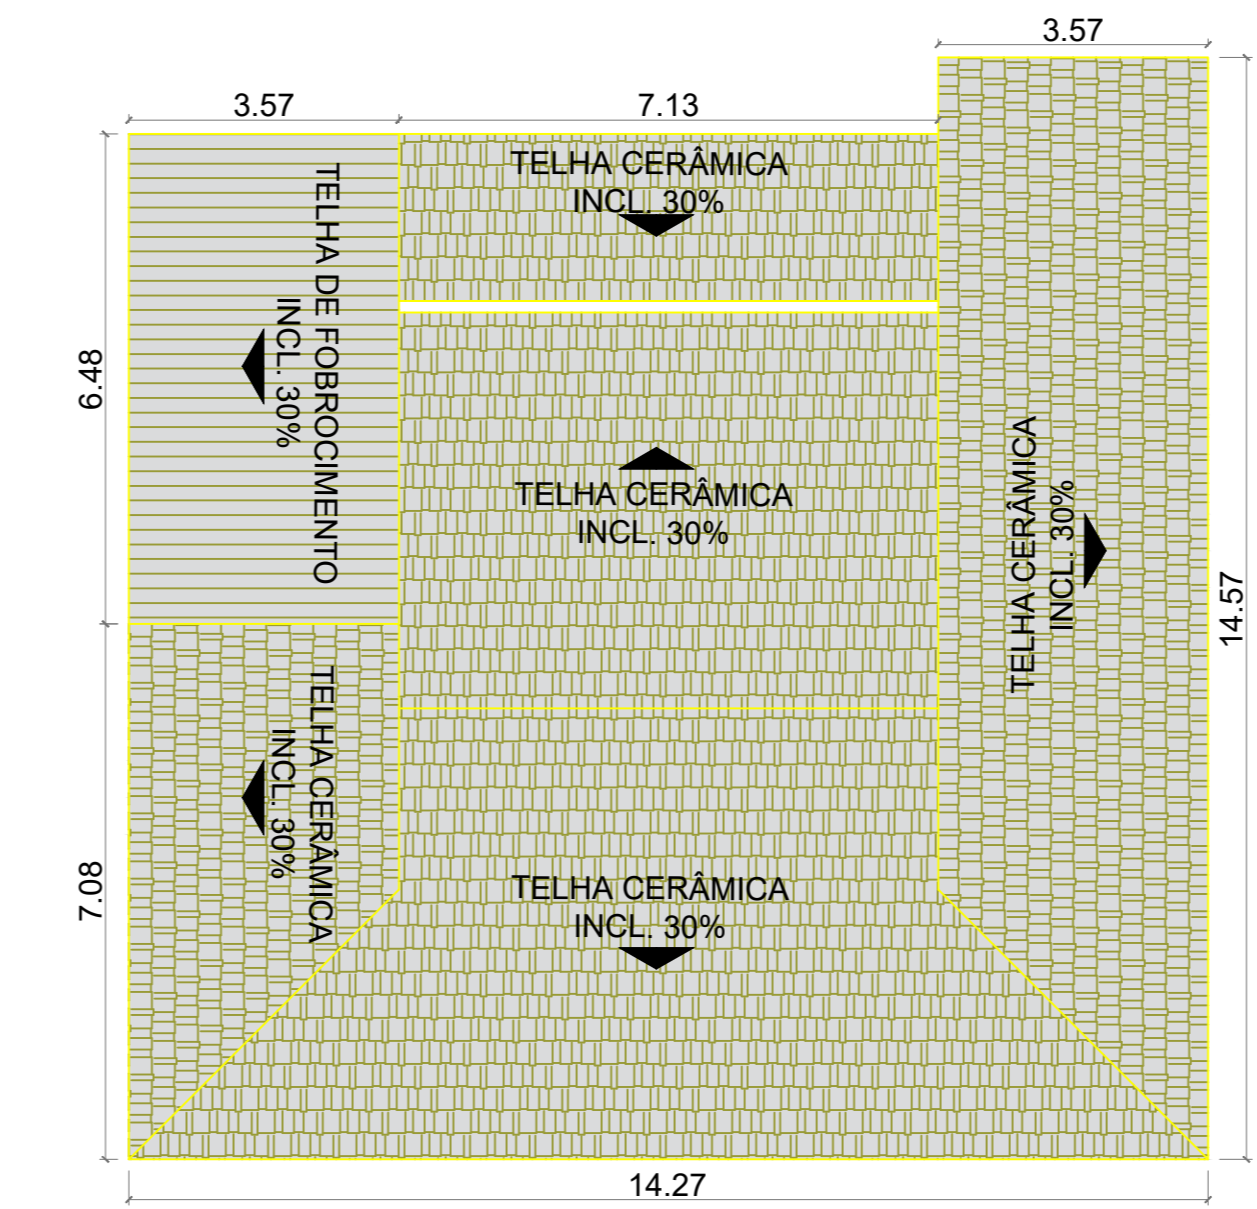 3.57
3.57
7.13
TELHA CERÂMICA
INCL. 30%
TELHA DE FOBROCIMENTO
INCL. 30%
6.48
TELHA CERÂMICA
INCL. 30%
TELHA CERÂMICA
INCL. 30%
14.57
TELHA CERÂMICA
INCL. 30%
7.08
TELHA CERÂMICA
INCL. 30%
14.27